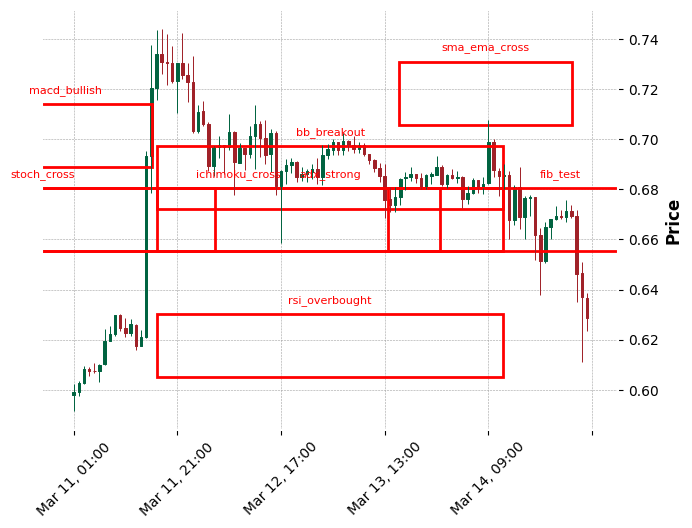 sma_ema_cross
0.74
macd_bullish
0.72
bb_breakout
0.70
stoch_cross
ichimoku_cross
strong
fib_test
0.68
0.66
Price
rsi_overbought
0.64
0.62
0.60
Mar 11, 01:00
Mar 11, 21:00
Mar 12, 17:00
Mar 13, 13:00
Mar 14, 09:00